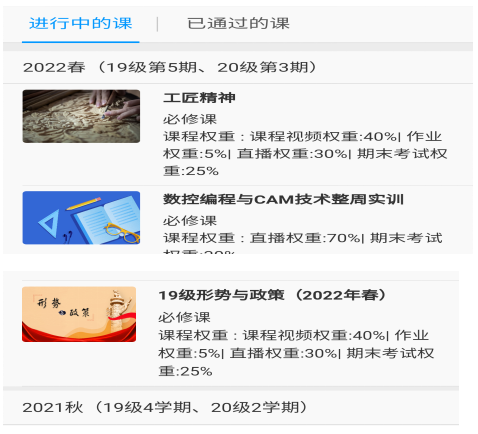 进行中的课 | 已通过的课
2022春（19级第5期、20级第3期）
工匠精神
必修课
课程权重：课程视频权重:40%| 作业
权重:5%| 直播权重:30%| 期末考试权
重:25%
数控编程与CAM技术整周实训
必修课
课程权重：直播权重:70%| 期末考试
形势
与政策
19级形势与政策（2022年春）
必修课
课程权重：课程视频权重:40%| 作业
权重:5%| 直播权重:30%| 期末考试权
重:25%
2021秋（19级4学期、20级2学期）